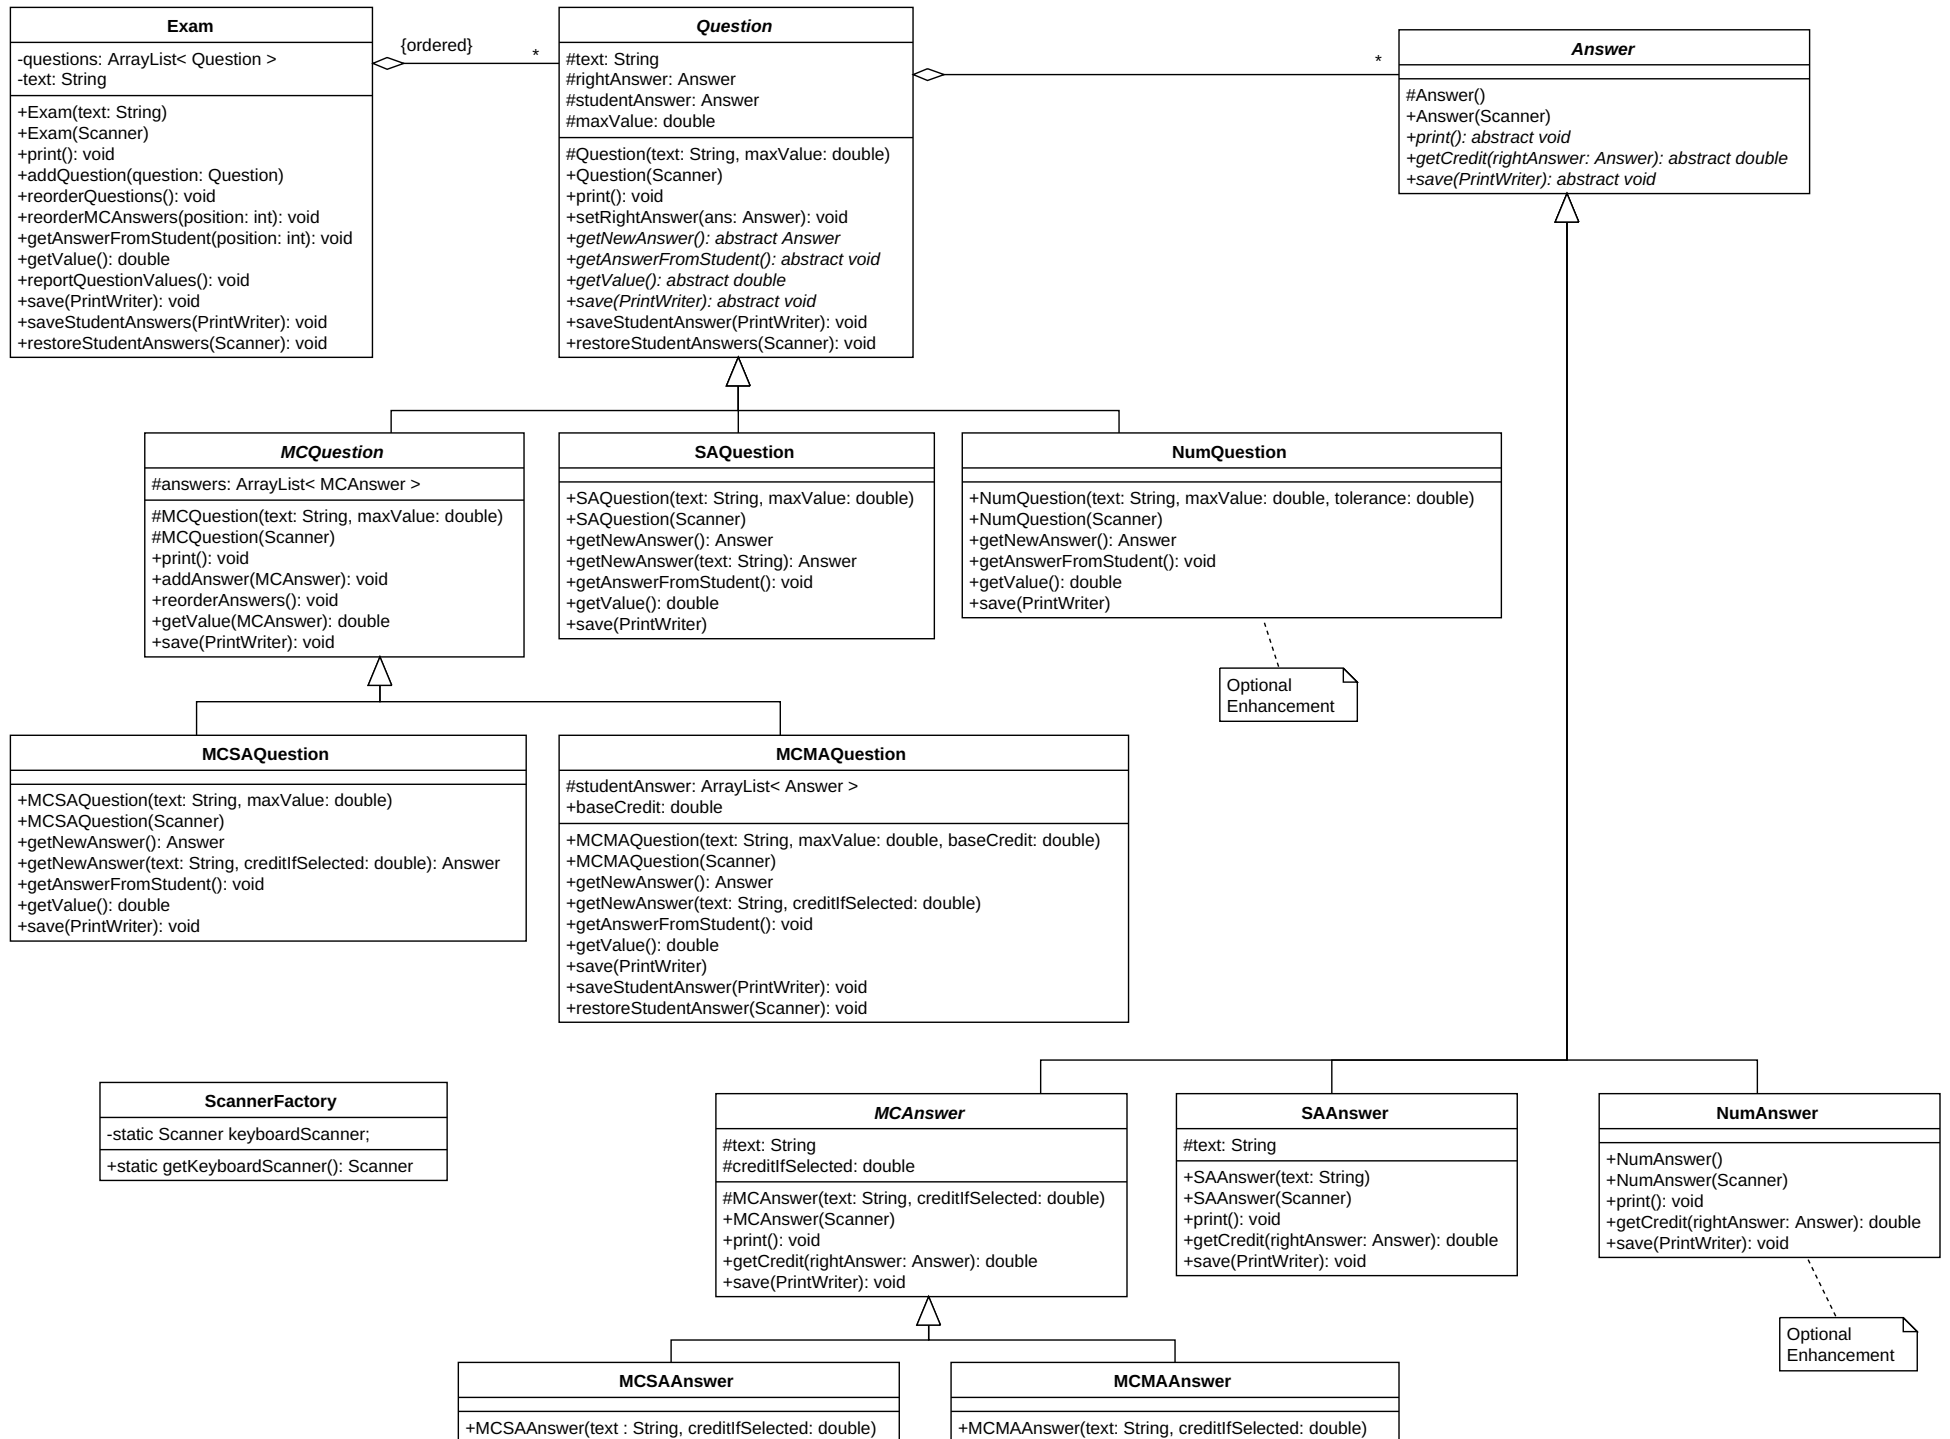 Exam
-questions: ArrayList< Question >
-text: String
+Exam(text: String)
+Exam(Scanner)
+print(): void
+addQuestion(question: Question)
+reorderQuestions(): void
+reorderMCAnswers(position: int): void
+getAnswerFromStudent(position: int): void
+getValue(): double
+reportQuestionValues(): void
+save(PrintWriter): void
+saveStudentAnswers(PrintWriter): void
+restoreStudentAnswers(Scanner): void
{ordered}
*
Question
#text: String
#rightAnswer: Answer
#studentAnswer: Answer
#maxValue: double
#Question(text: String, maxValue: double)
+Question(Scanner)
+print(): void
+setRightAnswer(ans: Answer): void
+getNewAnswer(): abstract Answer
+getAnswerFromStudent(): abstract void
+getValue(): abstract double
+save(PrintWriter): abstract void
+saveStudentAnswer(PrintWriter): void
+restoreStudentAnswers(Scanner): void
*
Answer
#Answer()
+Answer(Scanner)
+print(): abstract void
+getCredit(rightAnswer: Answer): abstract double
+save(PrintWriter): abstract void
MCQuestion
#answers: ArrayList< MCAnswer >
#MCQuestion(text: String, maxValue: double)
#MCQuestion(Scanner)
+print(): void
+addAnswer(MCAnswer): void
+reorderAnswers(): void
+getValue(MCAnswer): double
+save(PrintWriter): void
SAQuestion
+SAQuestion(text: String, maxValue: double)
+SAQuestion(Scanner)
+getNewAnswer(): Answer
+getNewAnswer(text: String): Answer
+getAnswerFromStudent(): void
+getValue(): double
+save(PrintWriter)
NumQuestion
+NumQuestion(text: String, maxValue: double, tolerance: double)
+NumQuestion(Scanner)
+getNewAnswer(): Answer
+getAnswerFromStudent(): void
+getValue(): double
+save(PrintWriter)
Optional
Enhancement
MCSAQuestion
+MCSAQuestion(text: String, maxValue: double)
+MCSAQuestion(Scanner)
+getNewAnswer(): Answer
+getNewAnswer(text: String, creditIfSelected: double): Answer
+getAnswerFromStudent(): void
+getValue(): double
+save(PrintWriter): void
MCMAQuestion
#studentAnswer: ArrayList< Answer >
+baseCredit: double
+MCMAQuestion(text: String, maxValue: double, baseCredit: double)
+MCMAQuestion(Scanner)
+getNewAnswer(): Answer
+getNewAnswer(text: String, creditIfSelected: double)
+getAnswerFromStudent(): void
+getValue(): double
+save(PrintWriter)
+saveStudentAnswer(PrintWriter): void
+restoreStudentAnswer(Scanner): void
ScannerFactory
-static Scanner keyboardScanner;
+static getKeyboardScanner(): Scanner
MCAnswer
#text: String
#creditIfSelected: double
#MCAnswer(text: String, creditIfSelected: double)
+MCAnswer(Scanner)
+print(): void
+getCredit(rightAnswer: Answer): double
+save(PrintWriter): void
SAAnswer
#text: String
+SAAnswer(text: String)
+SAAnswer(Scanner)
+print(): void
+getCredit(rightAnswer: Answer): double
+save(PrintWriter): void
NumAnswer
+NumAnswer()
+NumAnswer(Scanner)
+print(): void
+getCredit(rightAnswer: Answer): double
+save(PrintWriter): void
Optional
Enhancement
MCSAAnswer
+MCSAAnswer(text : String, creditIfSelected: double)
MCMAAnswer
+MCMAAnswer(text: String, creditIfSelected: double)